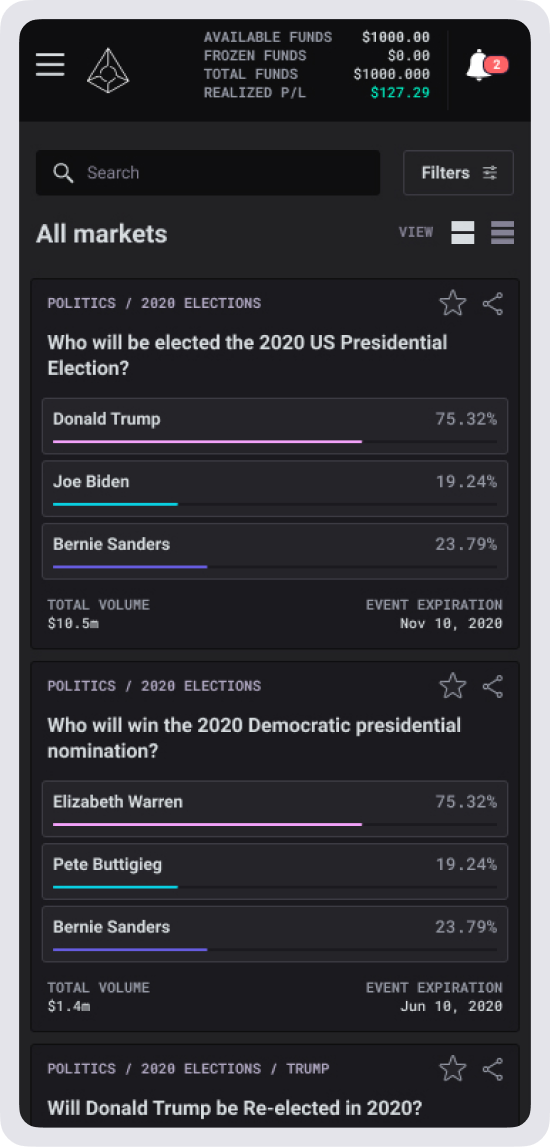 AVAILABLE FUNDS $1000.00
FROZEN FUNDS $0.00
TOTAL FUNDS $1000.000
REALIZED P/L $127.29
2
Search
Filters
All markets
VIEW
POLITICS / 2020 ELECTIONS
Who will be elected the 2020 US Presidential
Election?
Donald Trump 75.32%
Joe Biden 19.24%
Bernie Sanders 23.79%
TOTAL VOLUME EVENT EXPIRATION
$10.5m Nov 10, 2020
POLITICS / 2020 ELECTIONS
Who will win the 2020 Democratic presidential
nomination?
Elizabeth Warren 75.32%
Pete Buttigieg 19.24%
Bernie Sanders 23.79%
TOTAL VOLUME EVENT EXPIRATION
$1.4m Jun 10, 2020
POLITICS / 2020 ELECTIONS / TRUMP
Will Donald Trump be Re-elected in 2020?